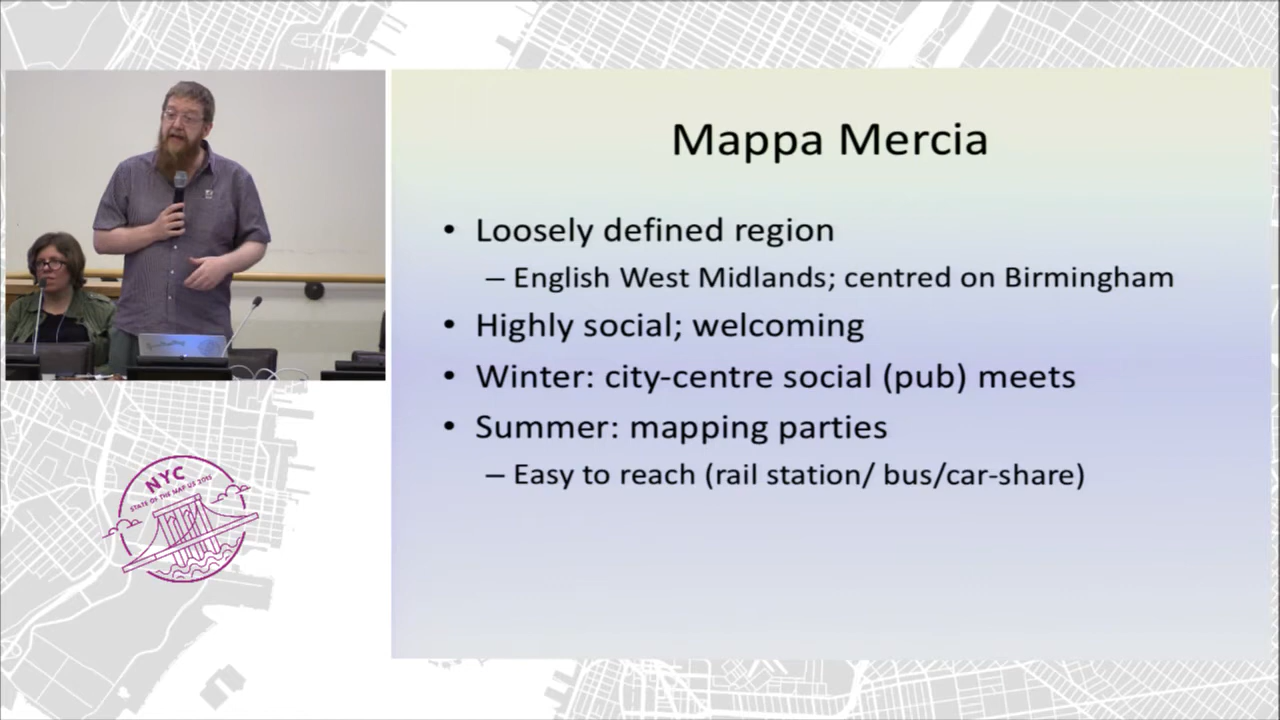 Mappa Mercia
• Loosely defined region
– English West Midlands; centred on Birmingham
• Highly social; welcoming
• Winter: city-centre social (pub) meets
• Summer: mapping parties
– Easy to reach (rail station/ bus/car-share)
NYC
STATE OF THE MAP US 2015